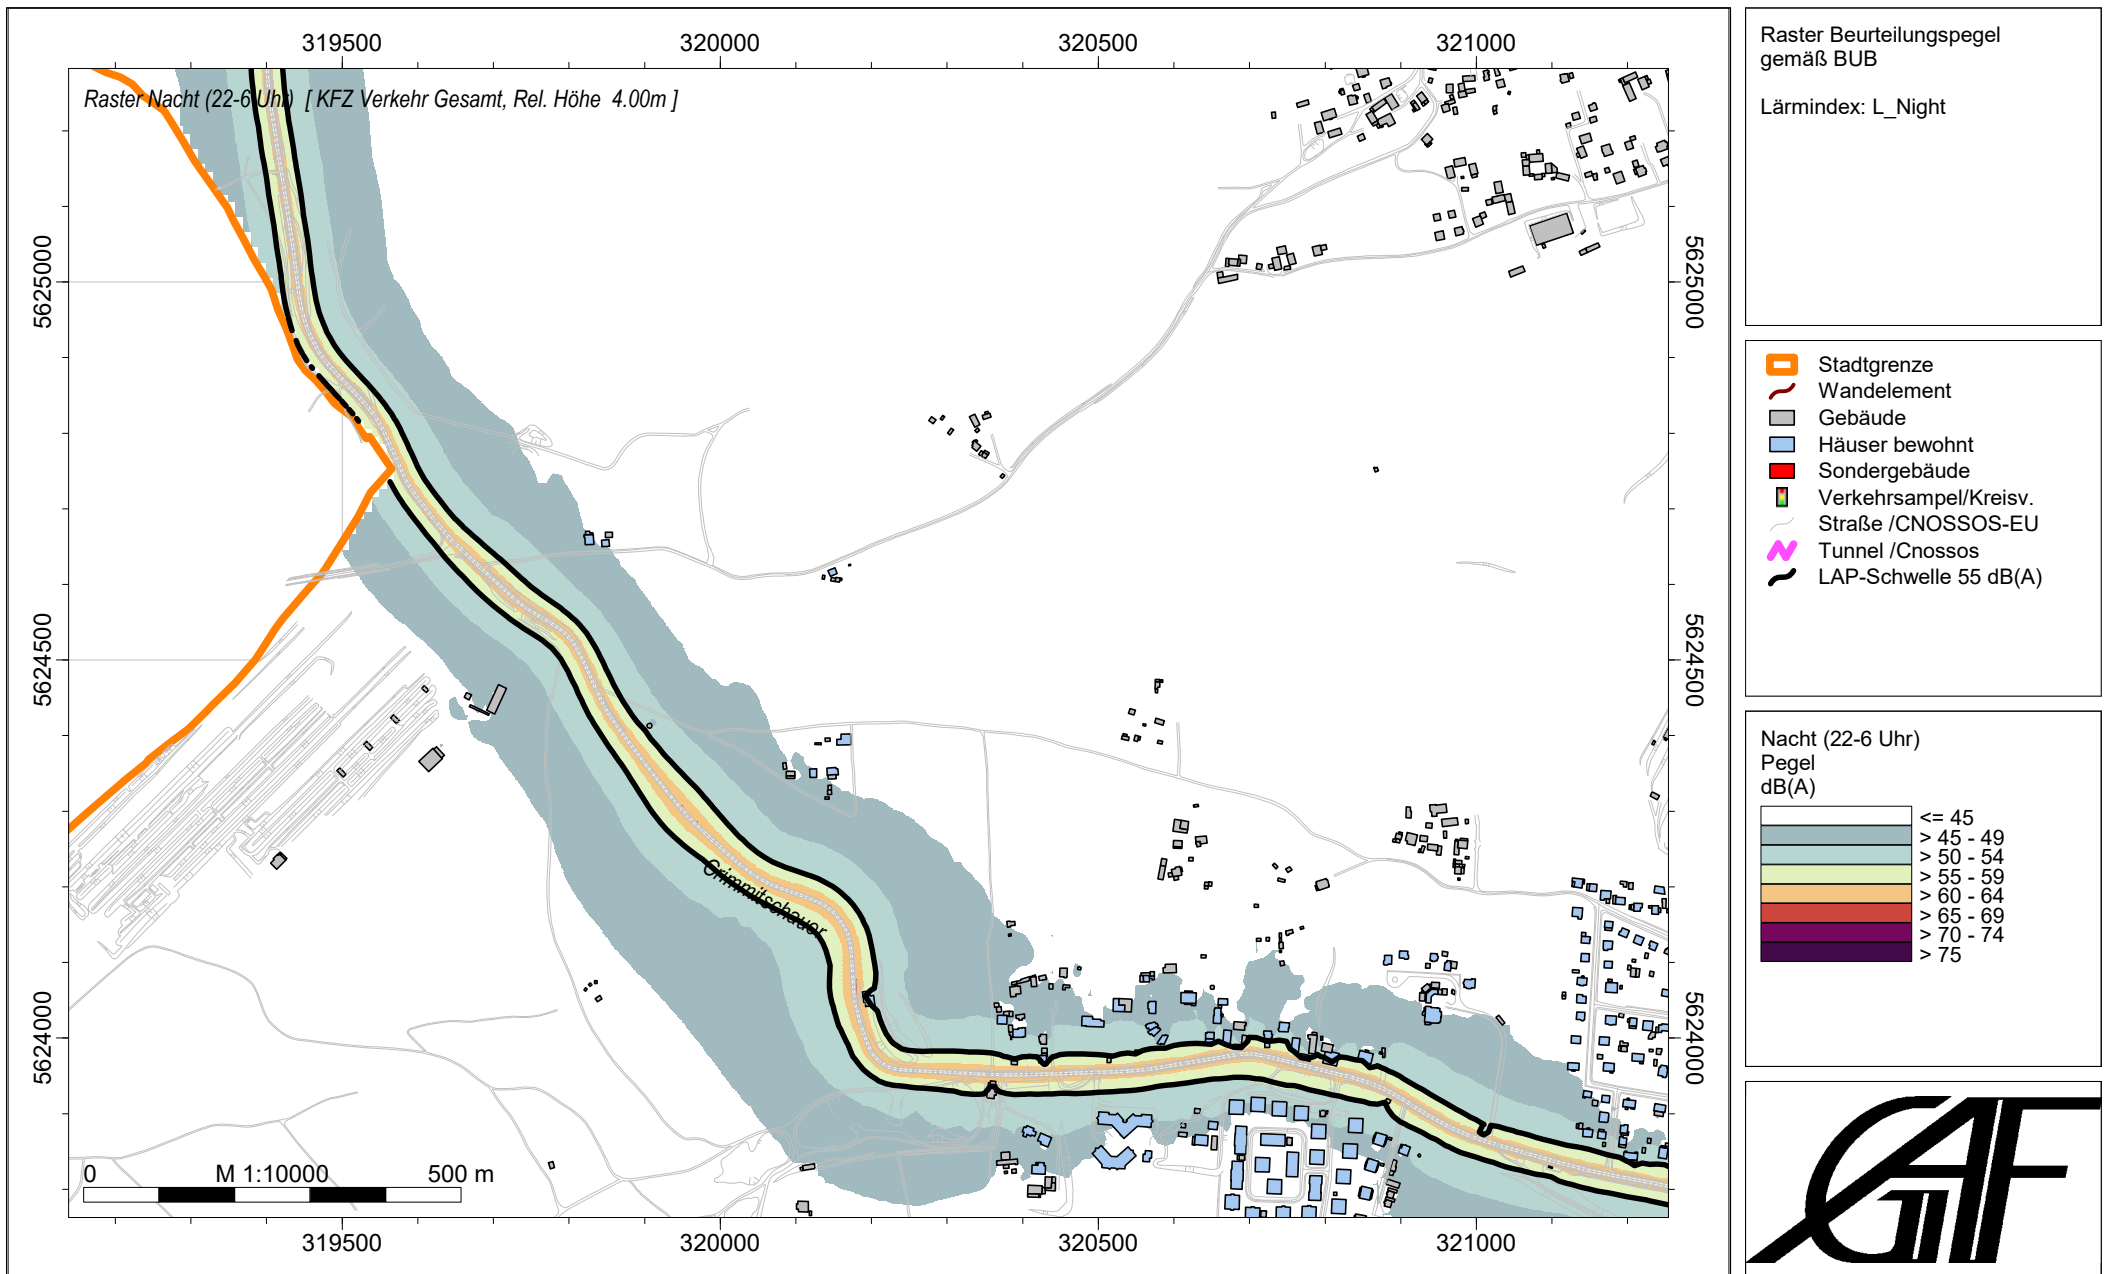 319500 320000 320500 321000
Raster Nacht (22-6 Uhr) [ KFZ Verkehr Gesamt, Rel. Höhe 4.00m ]
5625000 5625000
5624500 5624500
5624000 5624000
Crimmitschauer
0 M 1:10000 500 m
319500 320000 320500 321000
Raster Beurteilungspegel
gemäß BUB
Lärmindex: L_Night
Stadtgrenze
Wandelement
Gebäude
Häuser bewohnt
Sondergebäude
Verkehrsampel/Kreisv.
Straße /CNOSSOS-EU
Tunnel /Cnossos
LAP-Schwelle 55 dB(A)
Nacht (22-6 Uhr)
Pegel
dB(A)
<= 45
> 45 - 49
> 50 - 54
> 55 - 59
> 60 - 64
> 65 - 69
> 70 - 74
> 75
GAF